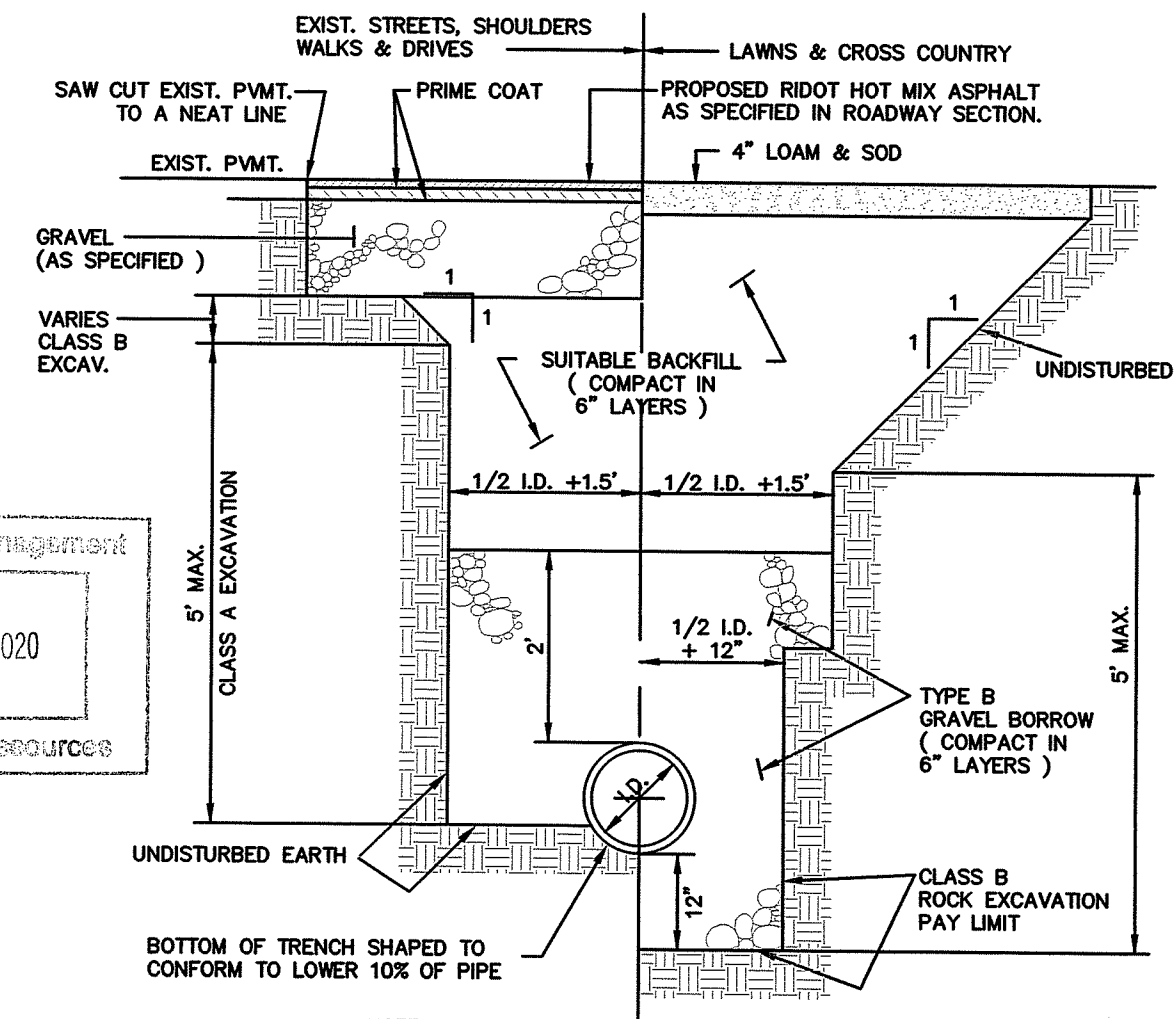 EXIST. STREETS, SHOULDERS
WALKS & DRIVES
LAWNS & CROSS COUNTRY
SAW CUT EXIST. PVMT.
TO A NEAT LINE
PRIME COAT
PROPOSED RIDOT HOT MIX ASPHALT
AS SPECIFIED IN ROADWAY SECTION.
EXIST. PVMT.
4" LOAM & SOD
GRAVEL
(AS SPECIFIED )
1
1
VARIES
CLASS B
EXCAV.
1
1
UNDISTURBED
SUITABLE BACKFILL
( COMPACT IN
6" LAYERS )
1/2 I.D. +1.5'
1/2 I.D. +1.5'
5' MAX.
CLASS A EXCAVATION
2'
1/2 I.D.
+ 12"
5' MAX.
TYPE B
GRAVEL BORROW
( COMPACT IN
6" LAYERS )
I.D.
UNDISTURBED EARTH
12"
CLASS B
ROCK EXCAVATION
PAY LIMIT
BOTTOM OF TRENCH SHAPED TO
CONFORM TO LOWER 10% OF PIPE
nagement
020
sources